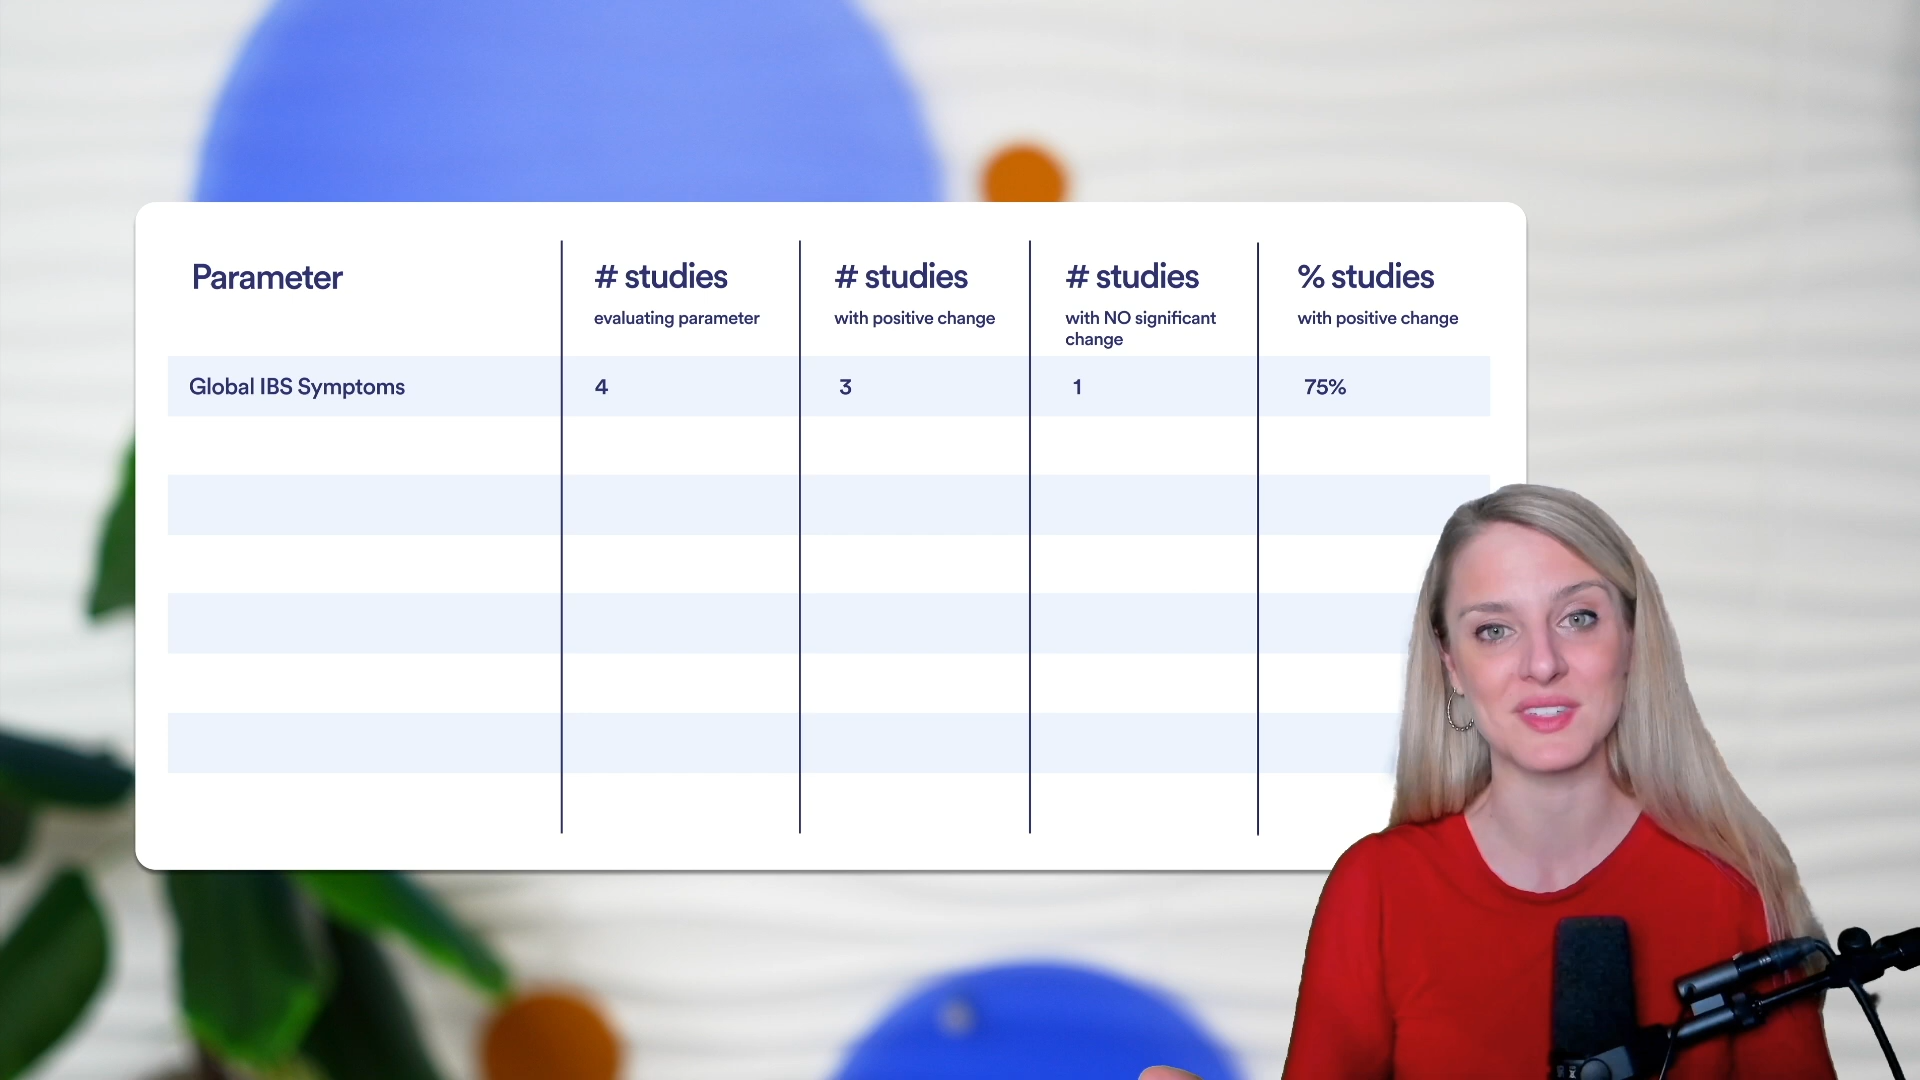 Parameter
# studies
evaluating parameter
# studies
with positive change
# studies
with NO significant
change
% studies
with positive change
Global IBS Symptoms 4 3 1 75%